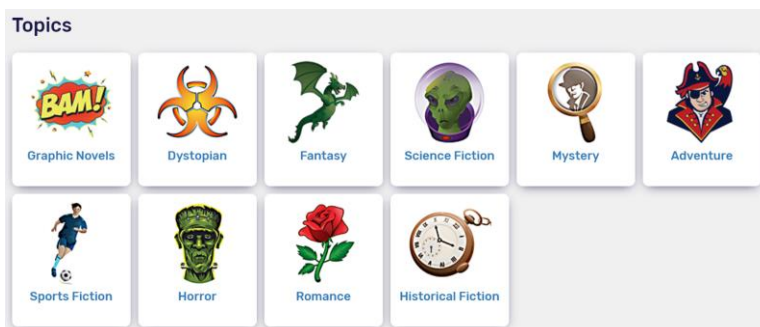 Topics
BAM!
Graphic Novels
Dystopian
Fantasy
Science Fiction
Mystery
Adventure
Sports Fiction
Horror
Romance
Historical Fiction